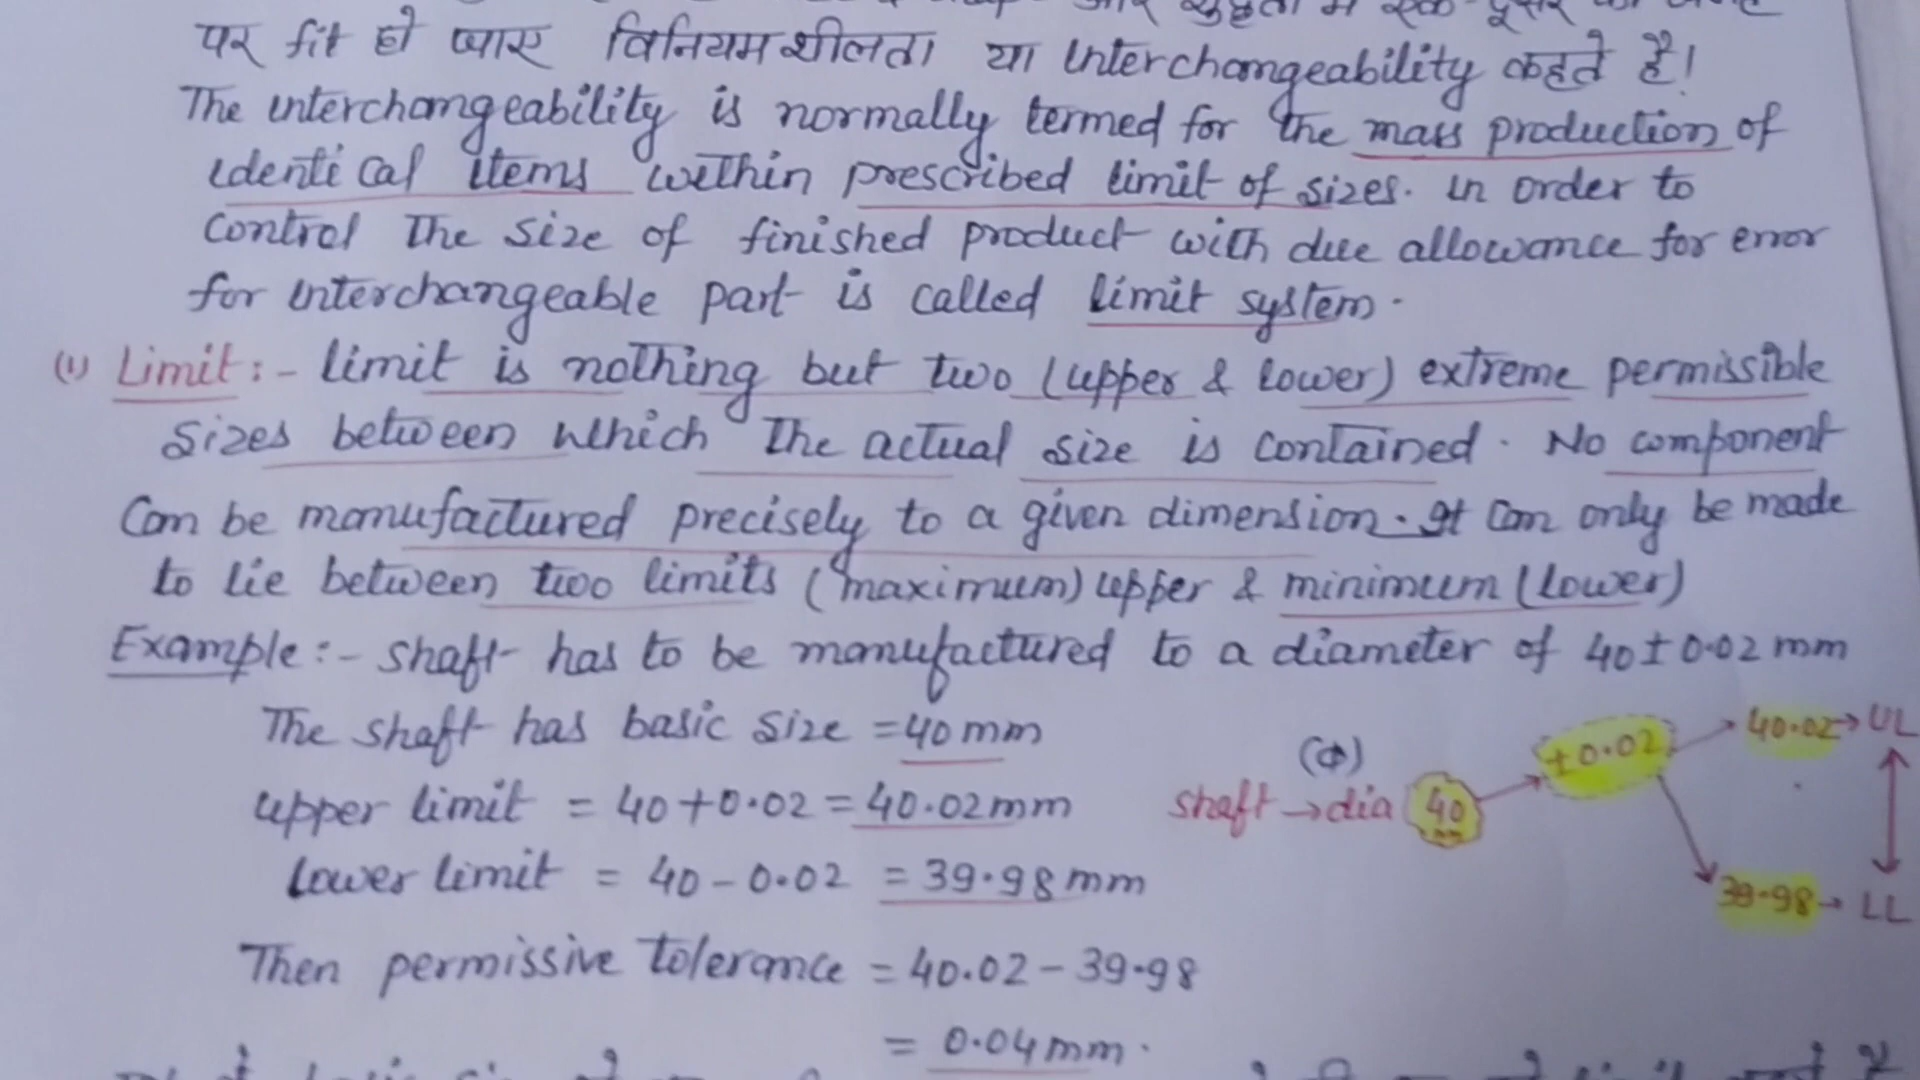 और शुद्धता में एक-दूसरे
पर fit हो जाए विनियमशीलता या Interchangeability कहते हैं!
The interchangeability is normally termed for the mass production of
identical items within prescribed limit of sizes. in order to
control the size of finished product with due allowance for error
for interchangeable part is called limit system.
(1) Limit :- limit is nothing but two (upper & lower) extreme permissible
sizes between which the actual size is contained. No component
can be manufactured precisely to a given dimension. It can only be made
to lie between two limits (maximum) upper & minimum (lower)
Example :- shaft has to be manufactured to a diameter of 40±0.02 mm
The shaft has basic size = 40 mm
upper limit = 40+0.02 = 40.02mm
lower limit = 40-0.02 = 39.98mm
Then permissive tolerance = 40.02-39.98
= 0.04mm.
(Φ)
shaft → dia 40 mm
±0.02
40.02 → UL
39.98 → LL